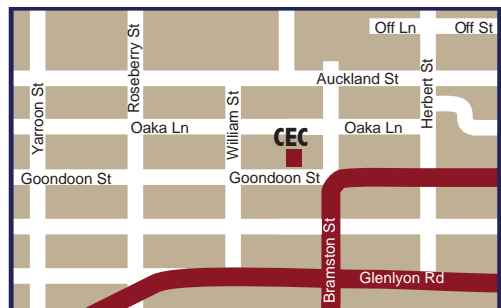 Off Ln
Off St
Yarroon St
Roseberry St
William St
Auckland St
Herbert St
Oaka Ln
CEC
Oaka Ln
Goondoon St
Goondoon St
Bramston St
Glenlyon Rd